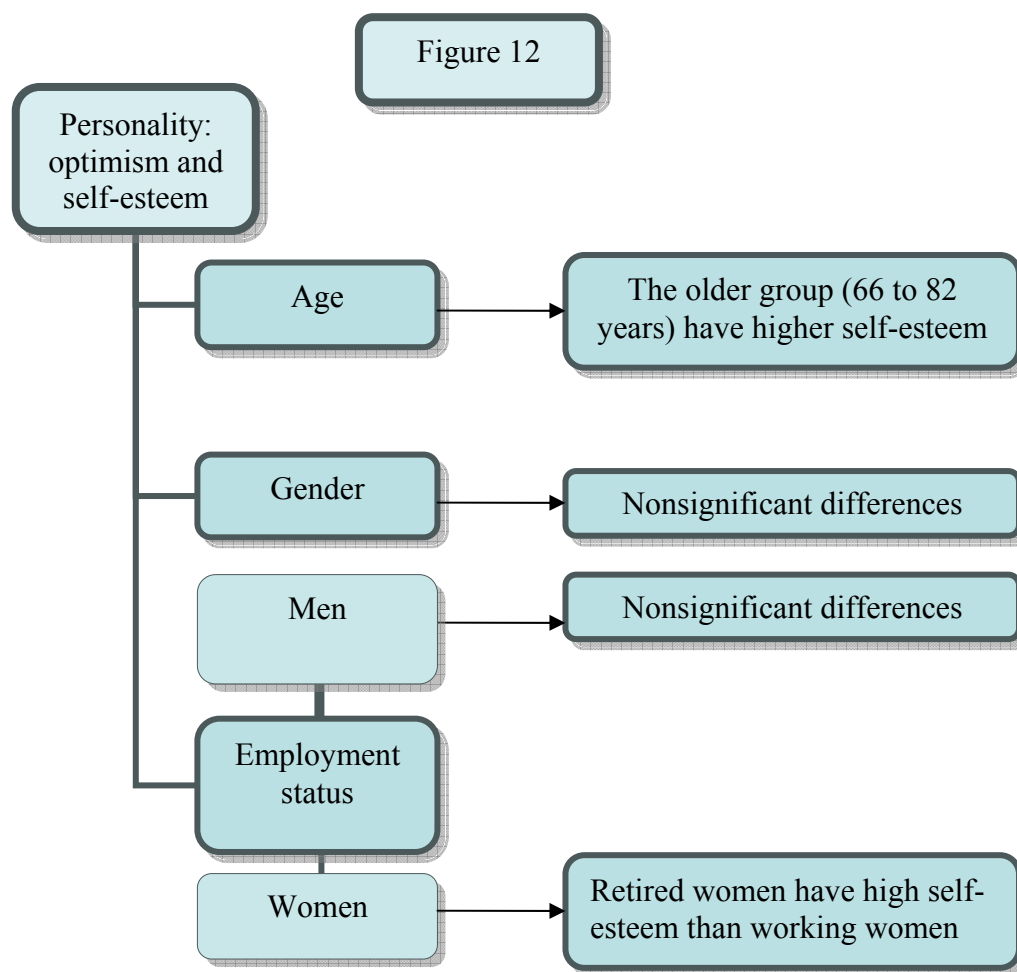 Figure 12
Personality:
optimism and
self-esteem
Age
The older group (66 to 82
years) have higher self-esteem
Gender
Nonsignificant differences
Men
Nonsignificant differences
Employment
status
Women
Retired women have high self-
esteem than working women